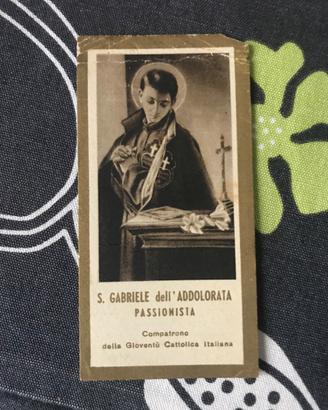 S. GABRIELE dell'ADDOLORATA
PASSIONISTA
Compatrono
della Gioventù Cattolica Italiana